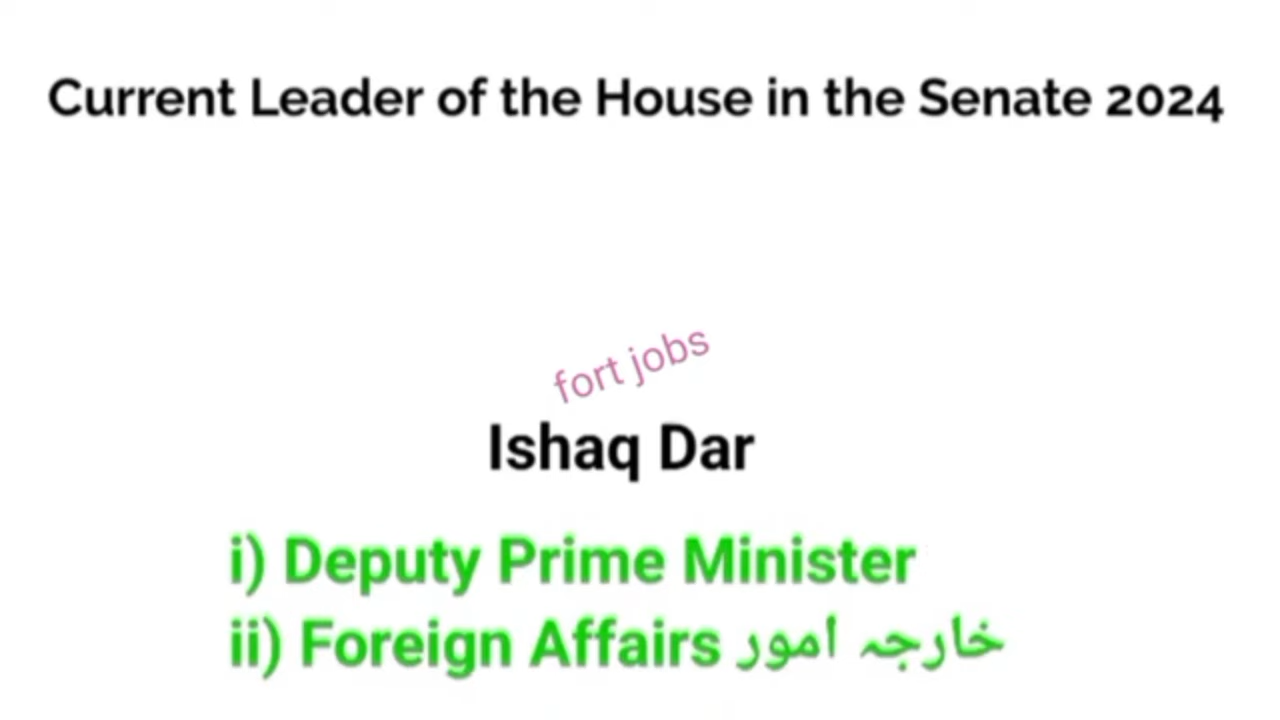 Current Leader of the House in the Senate 2024
fort jobs
Ishaq Dar
i) Deputy Prime Minister
ii) Foreign Affairs خارجہ امور